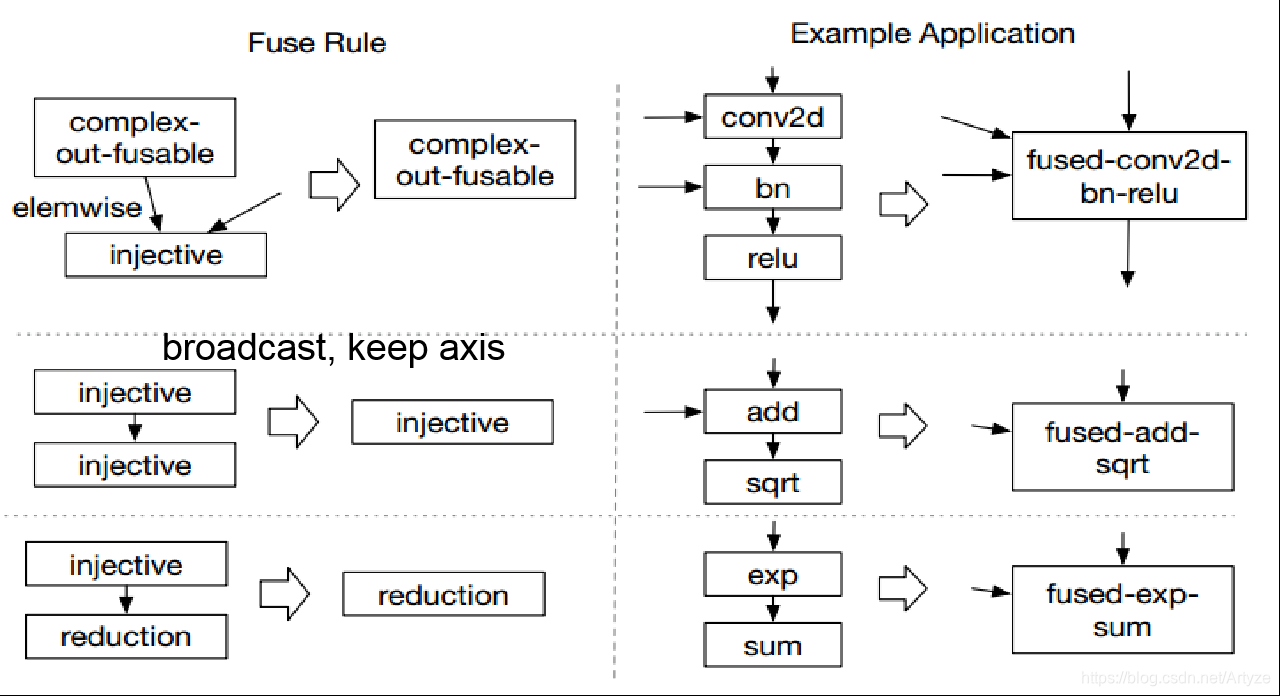 Fuse Rule
Example Application
complex-
out-fusable
elemwise
injective
complex-
out-fusable
conv2d
bn
relu
fused-conv2d-
bn-relu
broadcast, keep axis
injective
injective
injective
add
sqrt
fused-add-
sqrt
injective
reduction
reduction
exp
sum
fused-exp-
sum
https://blog.csdn.net/Artyze